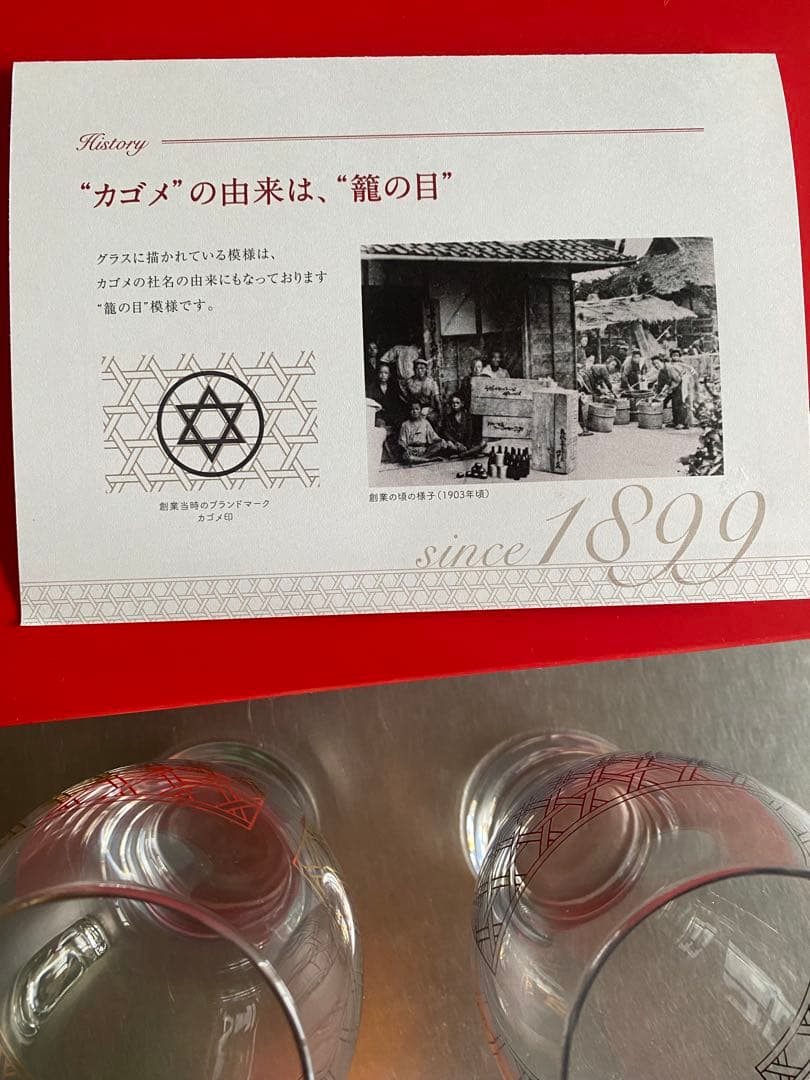 History
“カゴメ”の由来は、“籠の目”
グラスに描かれている模様は、
カゴメの社名の由来にもなっております
“籠の目”模様です。
創業当時のブランドマーク
カゴメ印
創業の頃の様子(1903年頃)
since 1899